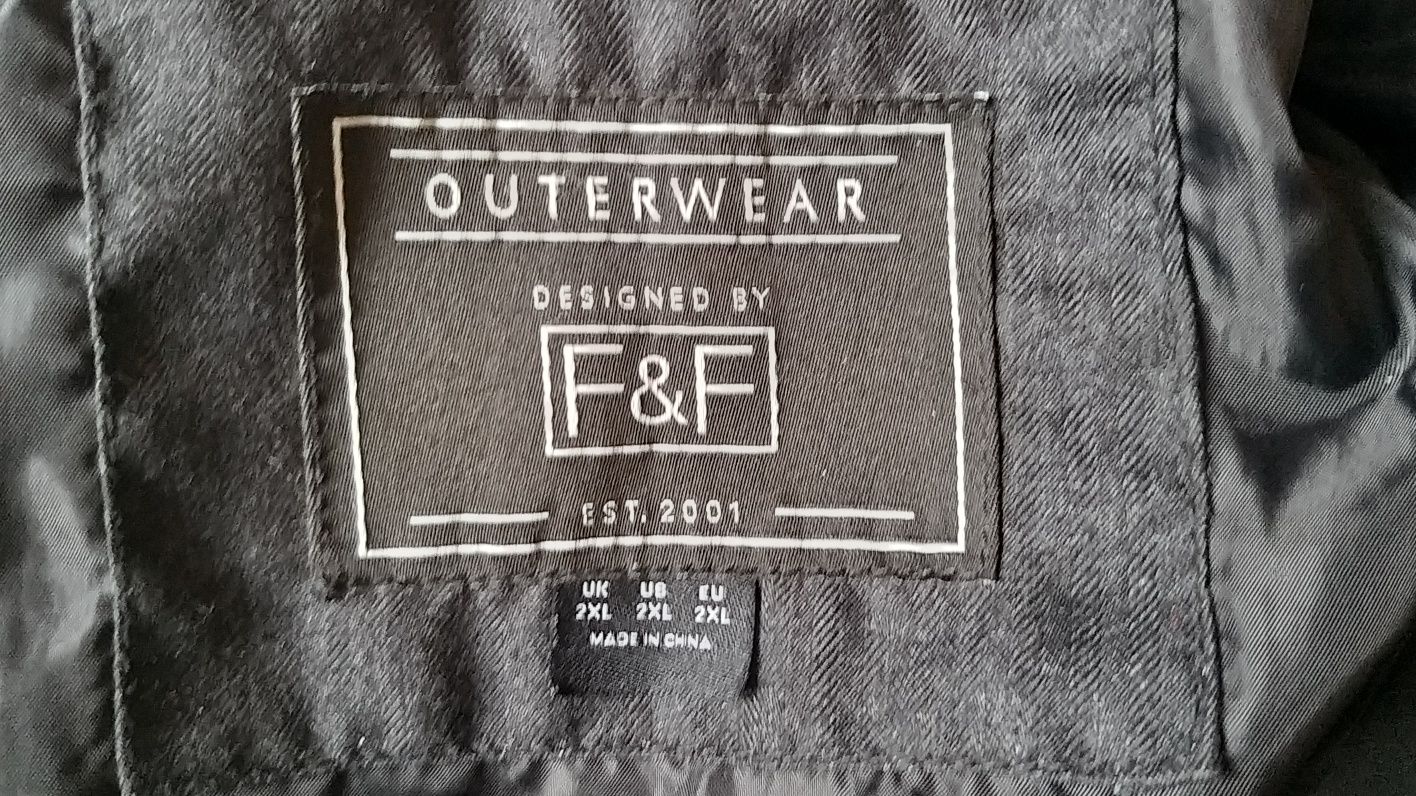 OUTERWEAR
DESIGNED BY
F&F
EST. 2001
UK US EU
2XL 2XL 2XL
MADE IN CHINA